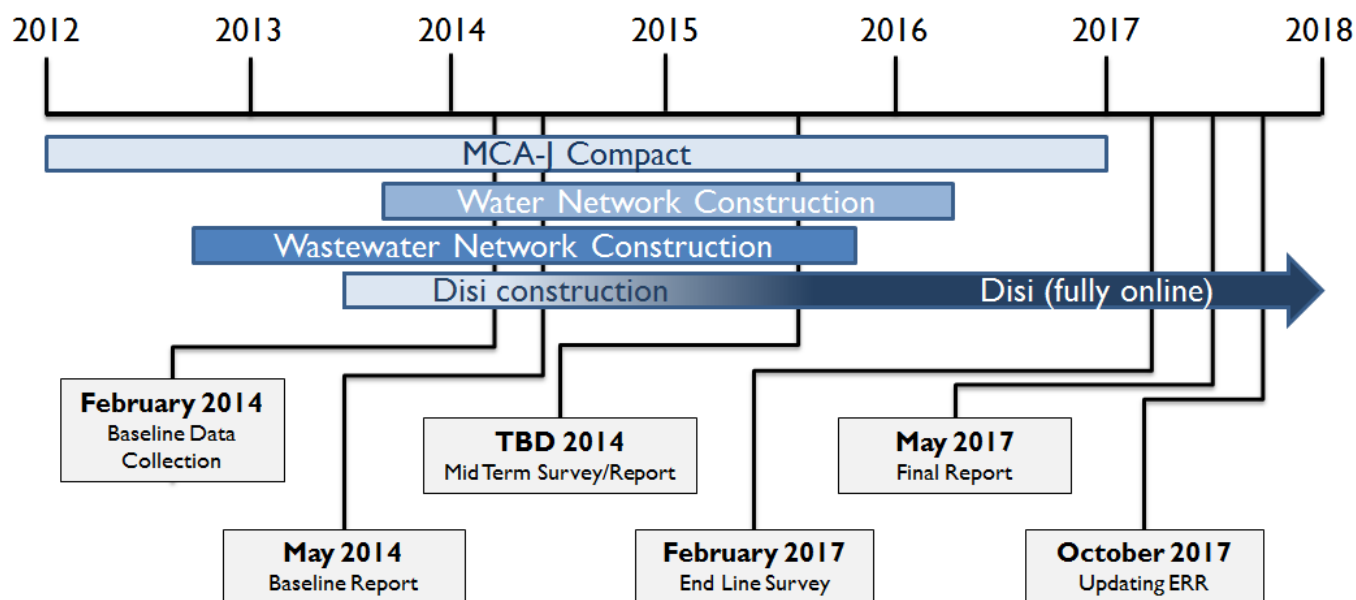 2012
2013
2014
2015
2016
2017
2018
MCA-J Compact
Water Network Construction
Wastewater Network Construction
Disi construction
Disi (fully online)
February 2014
Baseline Data
Collection
TBD 2014
Mid Term Survey/Report
May 2017
Final Report
May 2014
Baseline Report
February 2017
End Line Survey
October 2017
Updating ERR